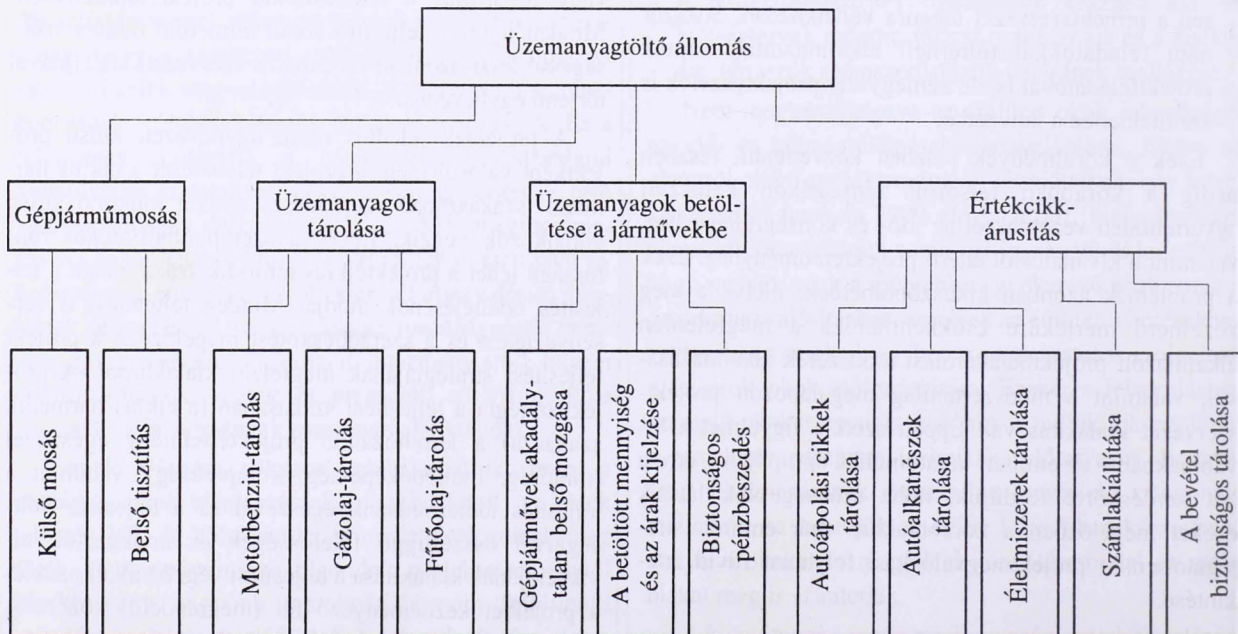 Üzemanyagtöltő állomás
Gépjárműmosás
Üzemanyagok
tárolása
Üzemanyagok betöl-
tése a járművekbe
Értékcikk-
árusítás
Külső mosás
Belső tisztítás
Motorbenzin-tárolás
Gázolaj-tárolás
Fűtőolaj-tárolás
Gépjárművek akadály-
talan belső mozgása
A betöltött mennyiség
és az árak kijelzése
Biztonságos
pénzbeszedés
Autóápolási cikkek
tárolása
Autóalkatrészek
tárolása
Élelmiszerek tárolása
Számlakiállítása
A bevétel
bizonságos tárolása